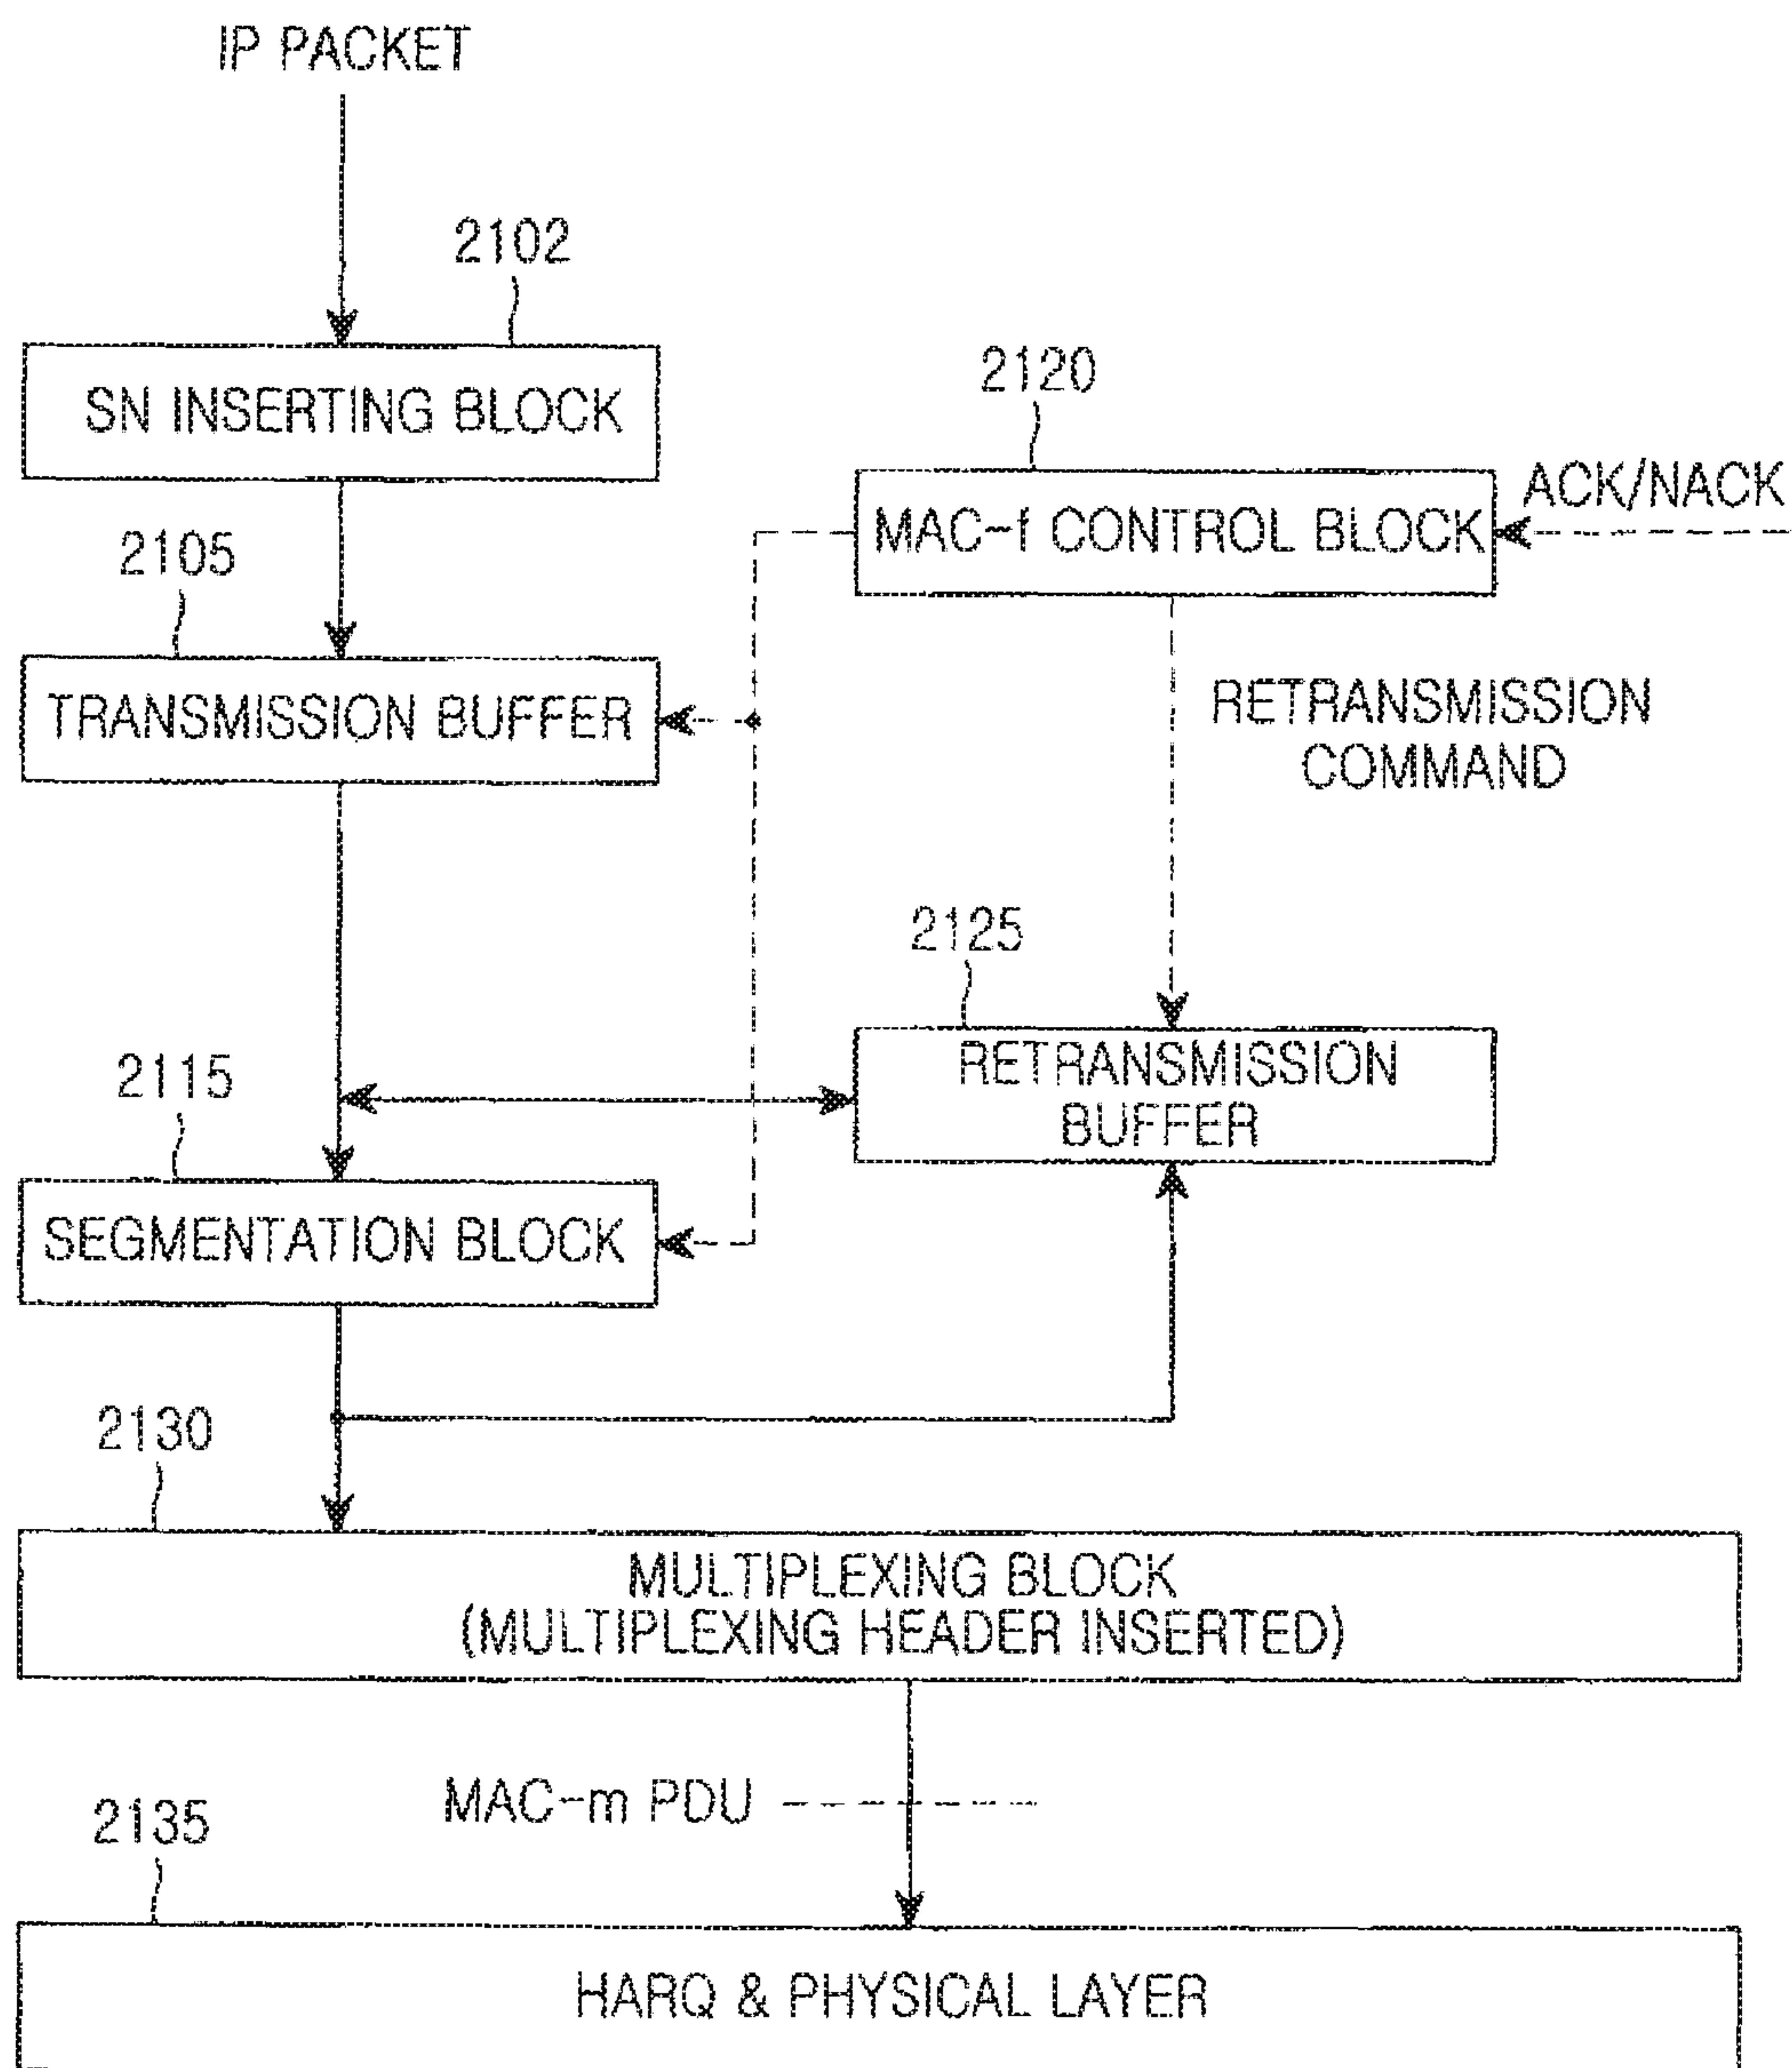 IP PACKET
2102
SN INSERTING BLOCK
2120
MAC-f CONTROL BLOCK
ACK/NACK
2105
TRANSMISSION BUFFER
RETRANSMISSION
COMMAND
2125
RETRANSMISSION
BUFFER
2115
SEGMENTATION BLOCK
2130
MULTIPLEXING BLOCK
(MULTIPLEXING HEADER INSERTED)
MAC-m PDU
2135
HARQ & PHYSICAL LAYER